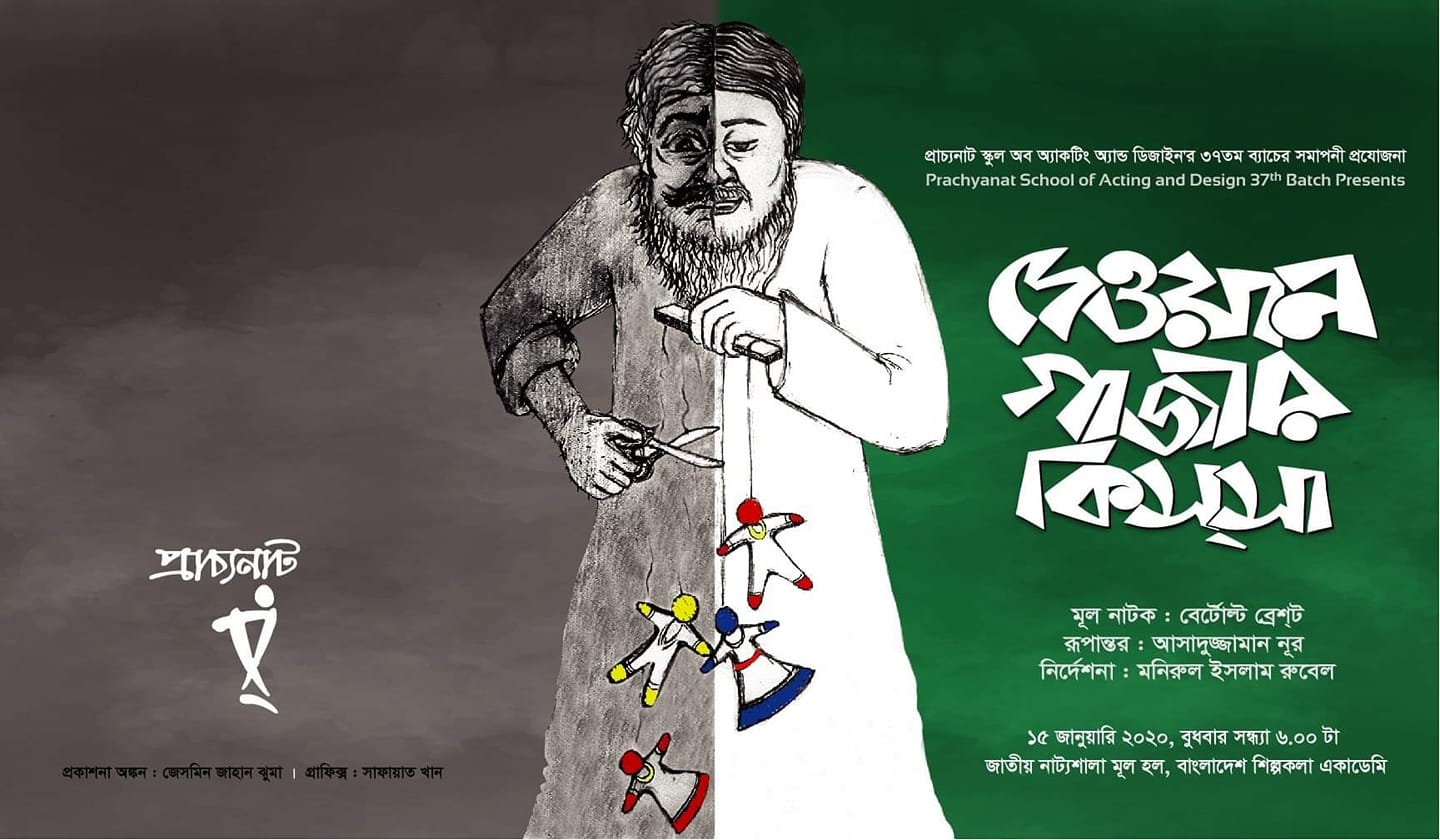 প্রাচ্যনাট স্কুল অব অ্যাকটিং অ্যান্ড ডিজাইন'র ৩৭তম ব্যাচের সমাপনী প্রযোজনা
Prachyanat School of Acting and Design 37th Batch Presents
দেওয়ান
গাজীর
কিস্সা
মূল নাটক : বের্টোল্ট ব্রেশ্ট
রূপান্তর : আসাদুজ্জামান নূর
নির্দেশনা : মনিরুল ইসলাম রুবেল
১৫ জানুয়ারি ২০২০, বুধবার সন্ধ্যা ৬.০০ টা
জাতীয় নাট্যশালা মূল হল, বাংলাদেশ শিল্পকলা একাডেমি
প্রাচ্যনাট
প্রকাশনা অঙ্কন : জেসমিন জাহান ঝুমা | গ্রাফিক্স : সাফায়াত খান